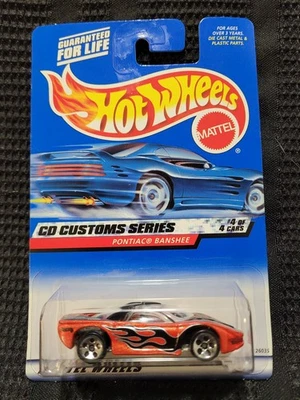 GUARANTEED
FOR LIFE
FOR AGES
OVER 3 YEARS.
DIE CAST METAL &
PLASTIC PARTS.
Hot Wheels
MATTEL
CD CUSTOMS SERIES
#4 OF
4 CARS
PONTIAC® BANSHEE
WHEELS